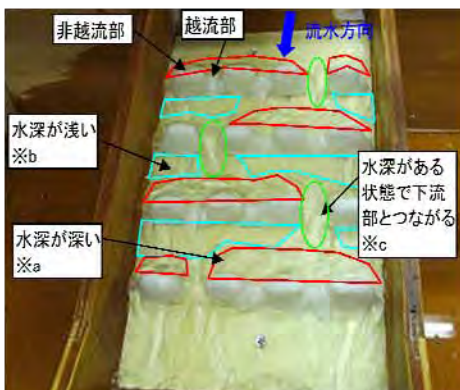 非越流部
越流部
流水方向
水深が浅い
※b
水深がある
状態で下流
部とつながる
※c
水深が深い
※a